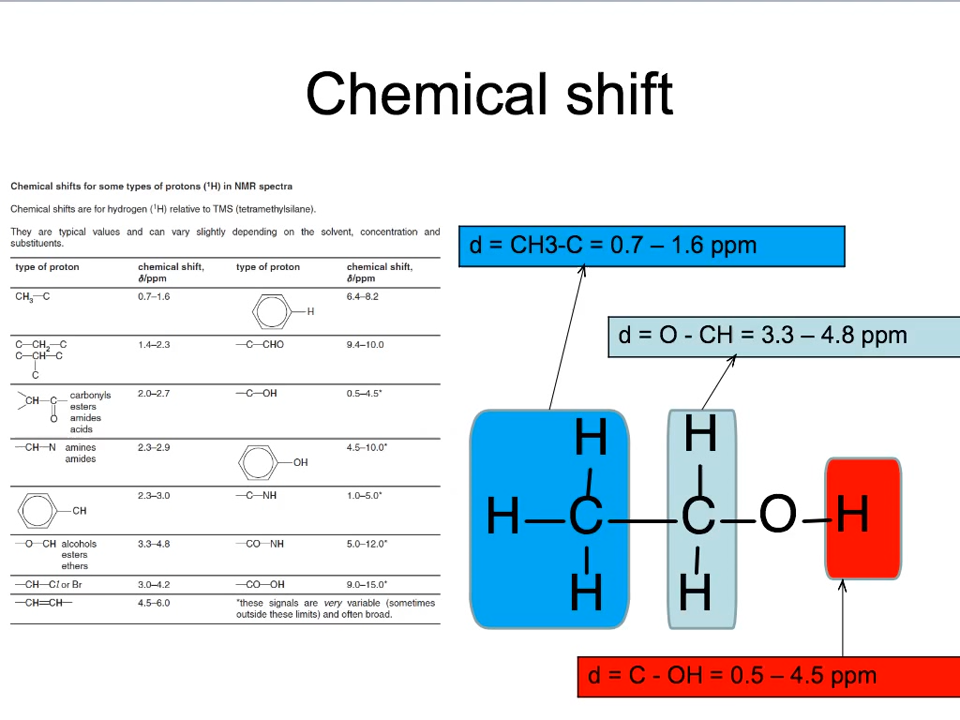 Chemical shift
Chemical shifts for some types of protons (¹H) in NMR spectra
Chemical shifts are for hydrogen (¹H) relative to TMS (tetramethylsilane).
They are typical values and can vary slightly depending on the solvent, concentration and
substituents.
type of proton chemical shift, type of proton chemical shift,
δ/ppm δ/ppm
CH₃—C 0.7–1.6 6.4–8.2
H
C—CH₂—C 1.4–2.3 —C—CHO 9.4–10.0
C—CH—C
C
CH—C— carbonyls 2.0–2.7 —C—OH 0.5–4.5*
O esters
amides
acids
—CH—N amines 2.3–2.9 4.5–10.0*
amides OH
2.3–3.0 —C—NH 1.0–5.0*
CH
—O—CH alcohols 3.3–4.8 —CO—NH 5.0–12.0*
esters
ethers
—CH—Cl or Br 3.0–4.2 —CO—OH 9.0–15.0*
—CH=CH— 4.5–6.0 *these signals are very variable (sometimes
outside these limits) and often broad.
d = CH3-C = 0.7 – 1.6 ppm
d = O - CH = 3.3 – 4.8 ppm
H H
H C C O H
H H
d = C - OH = 0.5 – 4.5 ppm